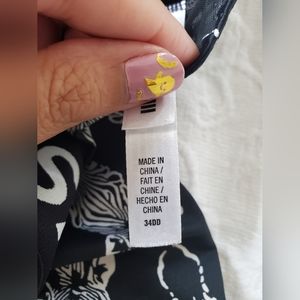 MADE IN
CHINA /
FAIT EN
CHINE /
HECHO EN
CHINA
34DD